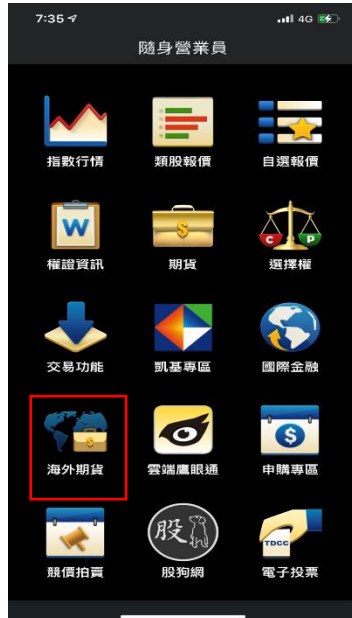 7:35
4G
隨身營業員
指數行情
類股報價
自選報價
W
權證資訊
$
期貨
C
P
選擇權
交易功能
凱基專區
國際金融
$
海外期貨
雲端鷹眼通
$
申購專區
競價拍賣
股
股狗網
TDCC
電子投票